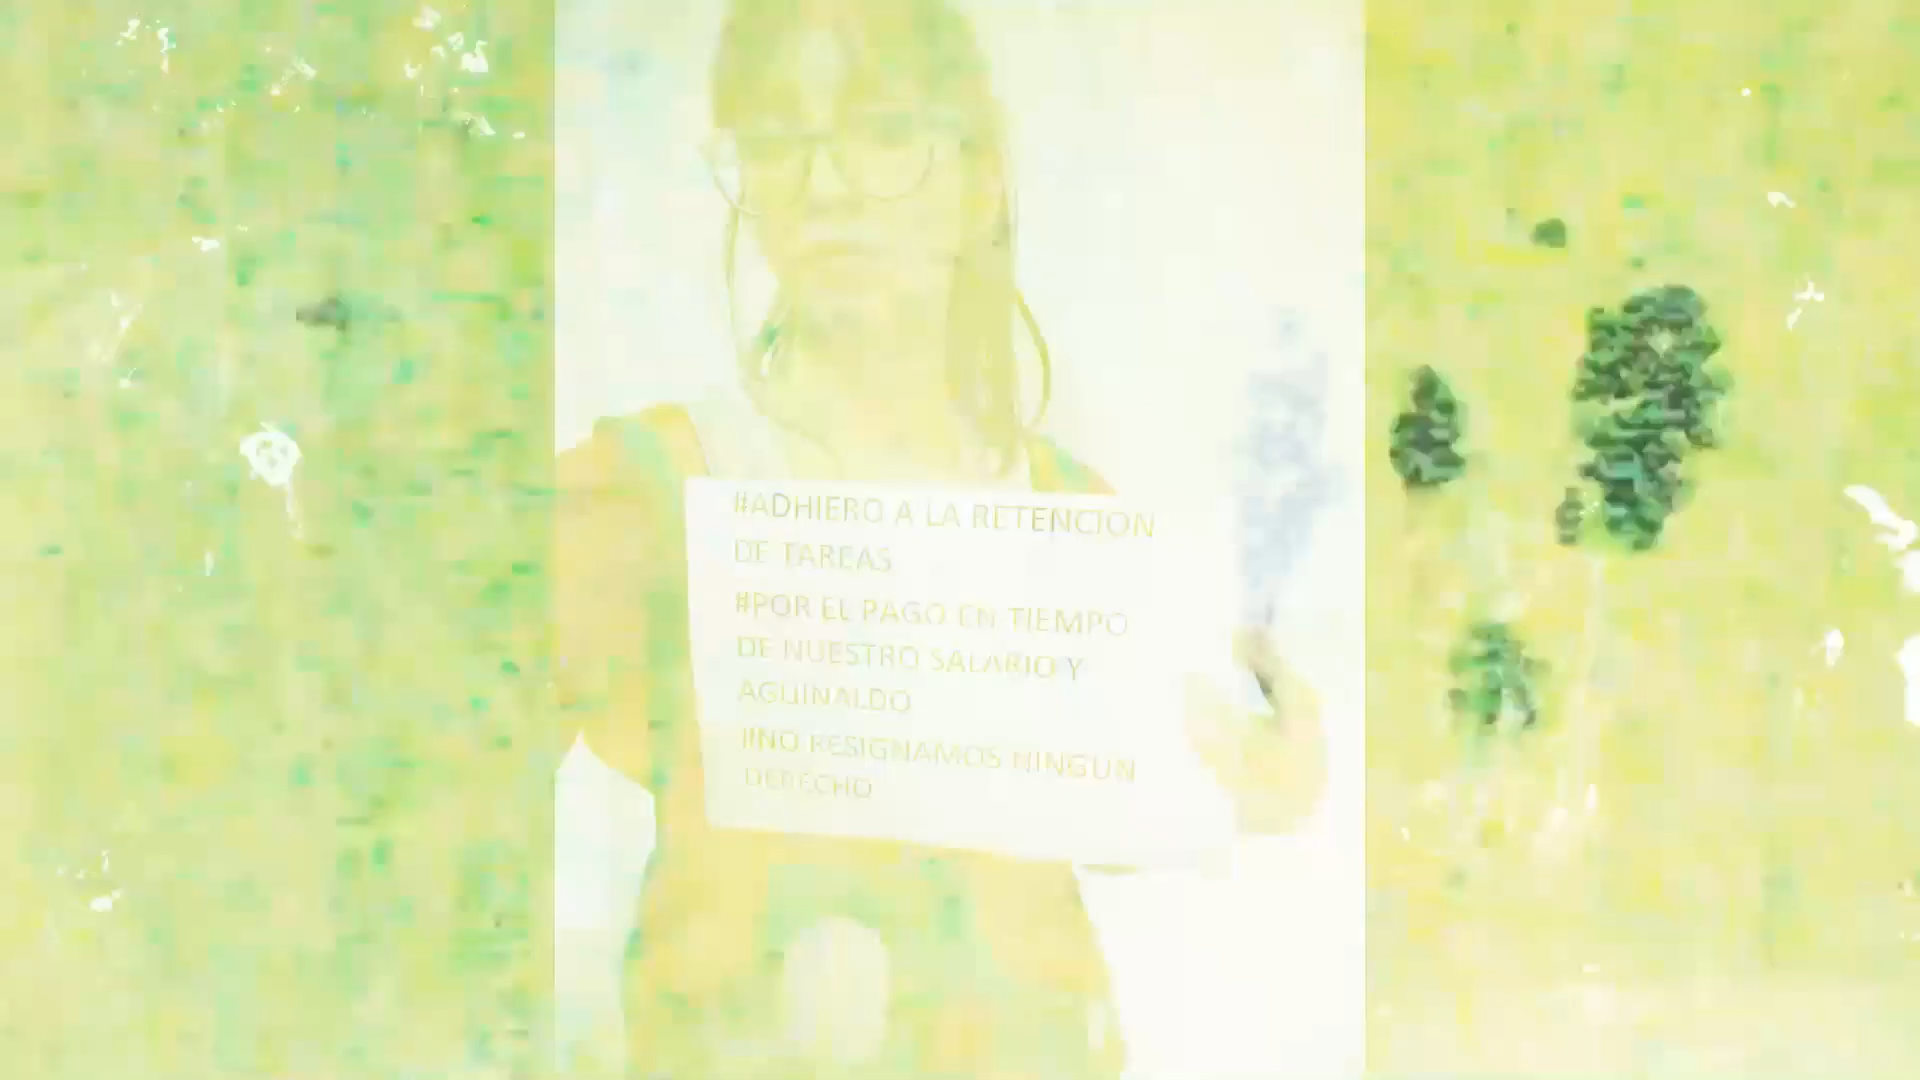 #ADHIERO A LA RETENCION
DE TAREAS
#POR EL PAGO EN TIEMPO
DE NUESTRO SALARIO Y
AGUINALDO
#NO RESIGNAMOS NINGUN
DERECHO